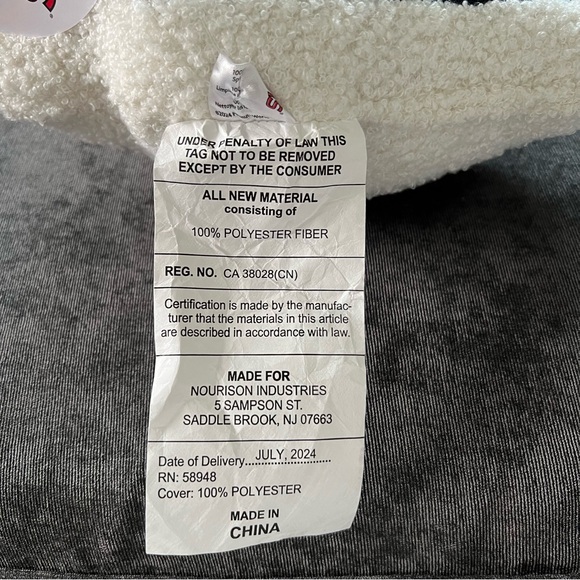 UNDER PENALTY OF LAW THIS
TAG NOT TO BE REMOVED
EXCEPT BY THE CONSUMER
ALL NEW MATERIAL
consisting of
100% POLYESTER FIBER
REG. NO. CA 38028(CN)
Certification is made by the manufac-
turer that the materials in this article
are described in accordance with law.
MADE FOR
NOURISON INDUSTRIES
5 SAMPSON ST.
SADDLE BROOK, NJ 07663
Date of Delivery..... JULY, 2024
RN: 58948
Cover: 100% POLYESTER
MADE IN
CHINA